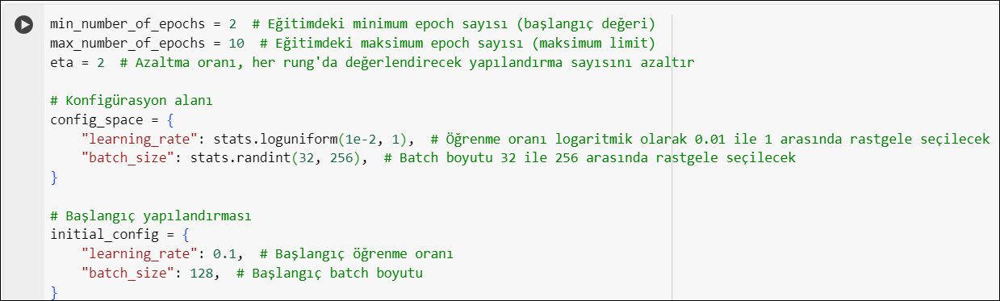 min_number_of_epochs = 2  # Eğitimdeki minimum epoch sayısı (başlangıç değeri)
max_number_of_epochs = 10  # Eğitimdeki maksimum epoch sayısı (maksimum limit)
eta = 2  # Azaltma oranı, her rung'da değerlendirecek yapılandırma sayısını azaltır

# Konfigürasyon alanı
config_space = {
    "learning_rate": stats.loguniform(1e-2, 1),  # Öğrenme oranı logaritmik olarak 0.01 ile 1 arasında rastgele seçilecek
    "batch_size": stats.randint(32, 256),  # Batch boyutu 32 ile 256 arasında rastgele seçilecek
}

# Başlangıç yapılandırması
initial_config = {
    "learning_rate": 0.1,  # Başlangıç öğrenme oranı
    "batch_size": 128,  # Başlangıç batch boyutu
}